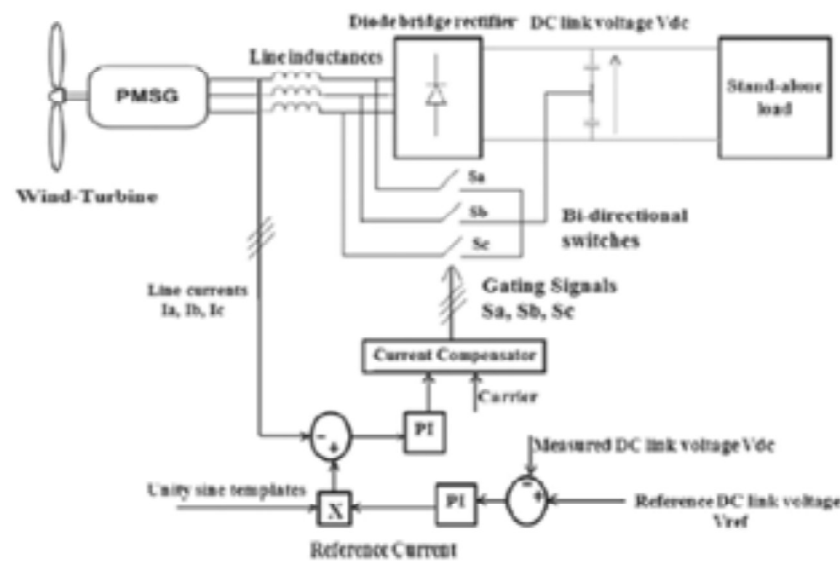 Diode bridge rectifier
DC link voltage Vdc
Line inductances
PMSG
Stand-alone
load
Wind-Turbine
Sa
Sb
Sc
Bi-directional
switches
Line currents
Ia, Ib, Ic
Gating Signals
Sa, Sb, Sc
Current Compensator
Carrier
PI
-
+
Measured DC link voltage Vdc
Unity sine templates
X
PI
-
+
Reference DC link voltage
Vref
Reference Current